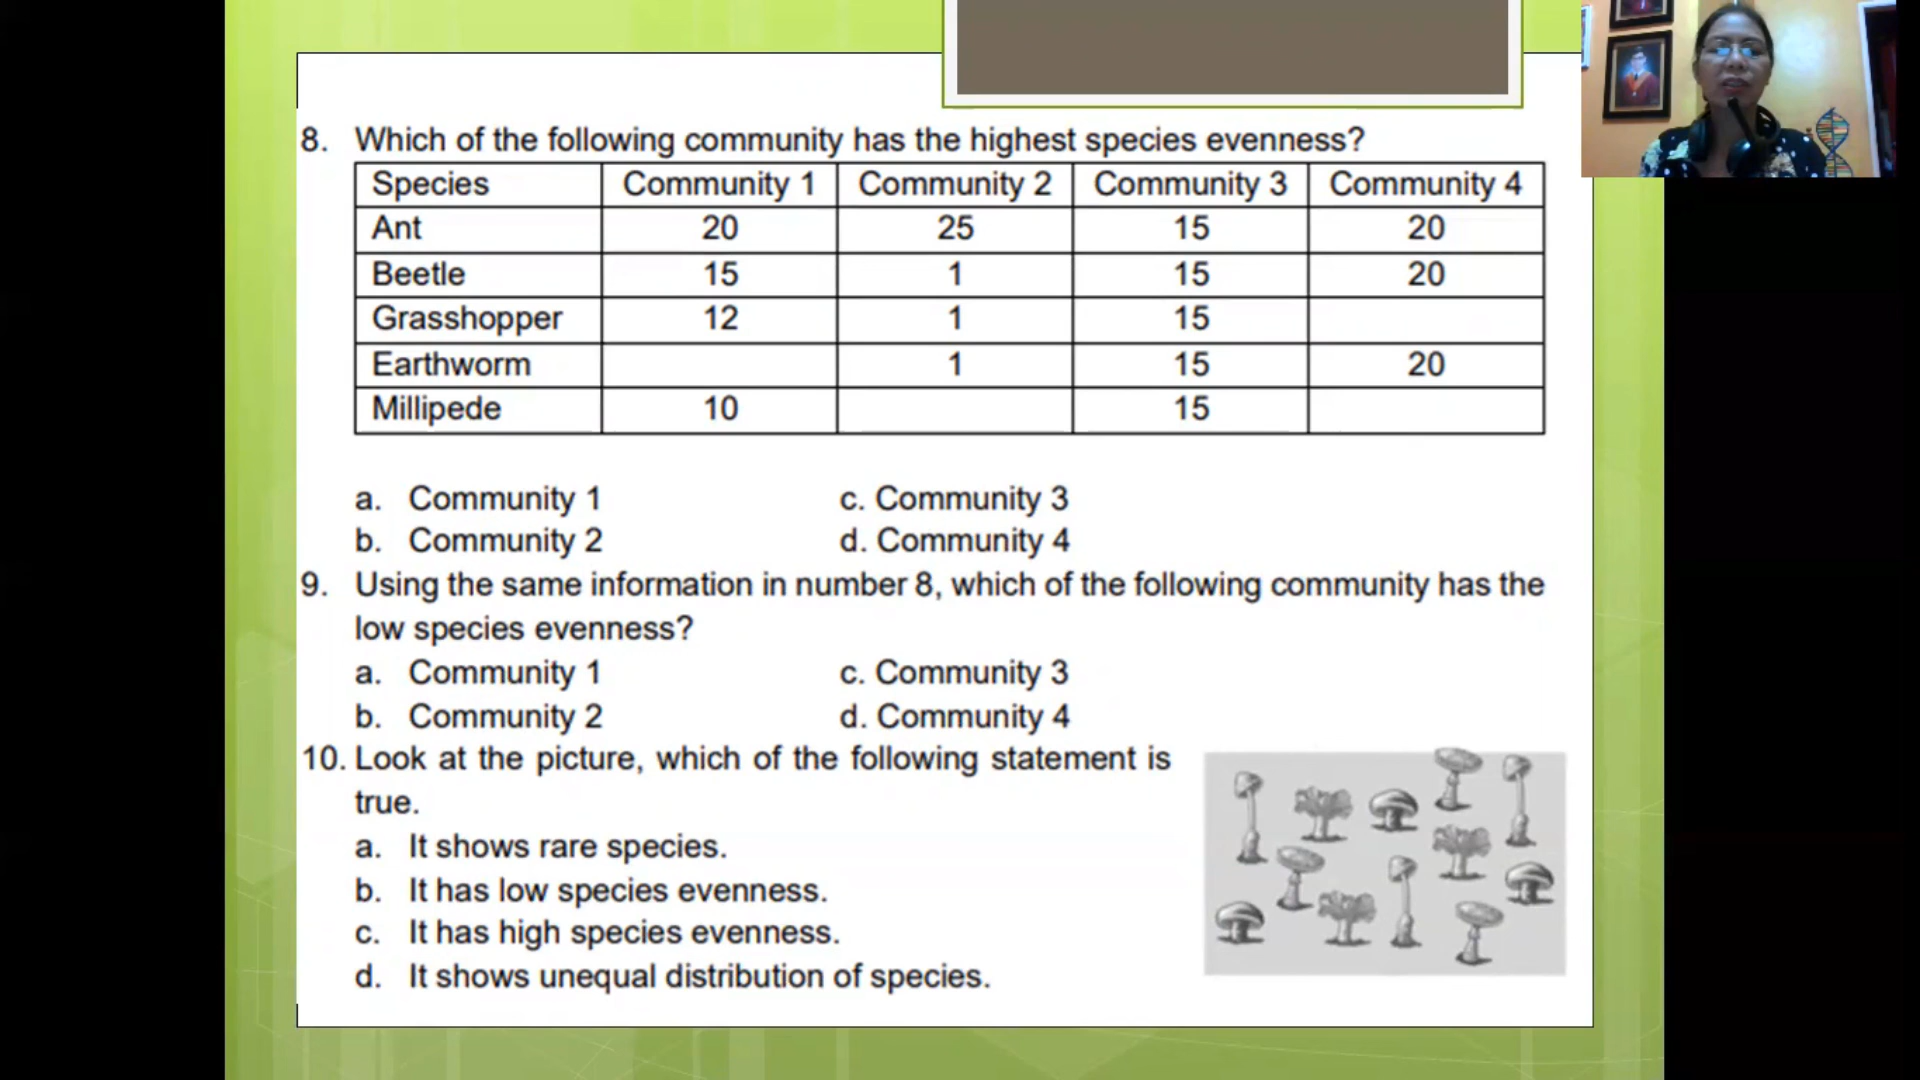 8. Which of the following community has the highest species evenness?
Species Community 1 Community 2 Community 3 Community 4
Ant 20 25 15 20
Beetle 15 1 15 20
Grasshopper 12 1 15
Earthworm 1 15 20
Millipede 10 15
a. Community 1 c. Community 3
b. Community 2 d. Community 4
9. Using the same information in number 8, which of the following community has the
low species evenness?
a. Community 1 c. Community 3
b. Community 2 d. Community 4
10. Look at the picture, which of the following statement is
true.
a. It shows rare species.
b. It has low species evenness.
c. It has high species evenness.
d. It shows unequal distribution of species.